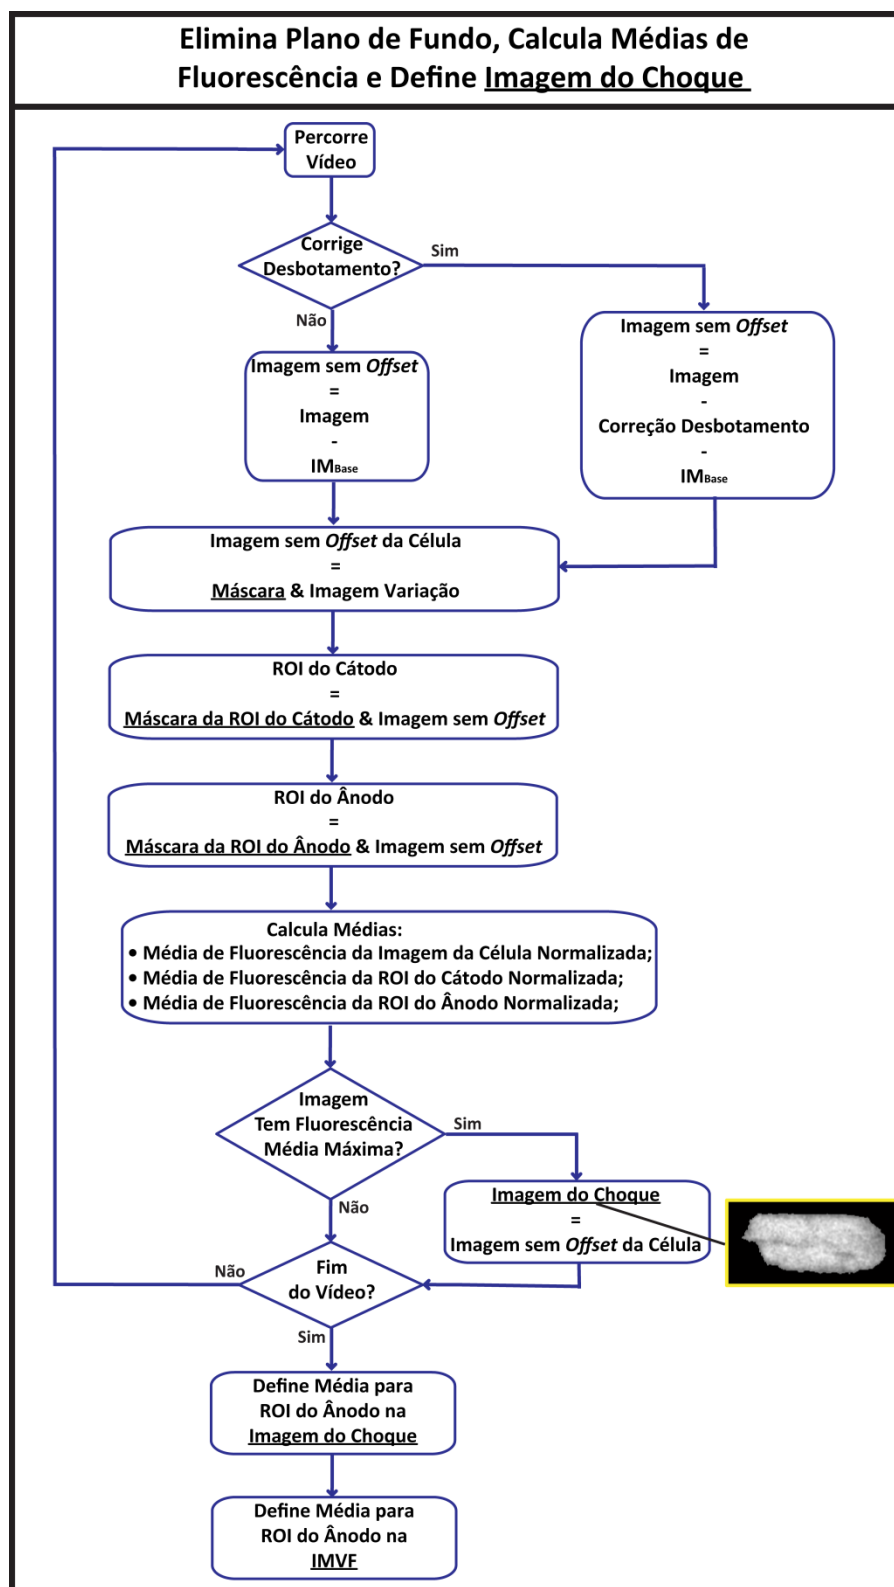 Elimina Plano de Fundo, Calcula Médias de
Fluorescência e Define Imagem do Choque
Percorre
Vídeo
Corrige
Desbotamento?
Sim
Não
Imagem sem Offset
=
Imagem
-
Correção Desbotamento
-
IMBase
Imagem sem Offset
=
Imagem
-
IMBase
Imagem sem Offset da Célula
=
Máscara & Imagem Variação
ROI do Cátodo
=
Máscara da ROI do Cátodo & Imagem sem Offset
ROI do Ânodo
=
Máscara da ROI do Ânodo & Imagem sem Offset
Calcula Médias:
• Média de Fluorescência da Imagem da Célula Normalizada;
• Média de Fluorescência da ROI do Cátodo Normalizada;
• Média de Fluorescência da ROI do Ânodo Normalizada;
Imagem
Tem Fluorescência
Média Máxima?
Sim
Não
Imagem do Choque
=
Imagem sem Offset da Célula
Fim
do Vídeo?
Não
Sim
Define Média para
ROI do Ânodo na
Imagem do Choque
Define Média para
ROI do Ânodo na
IMVF